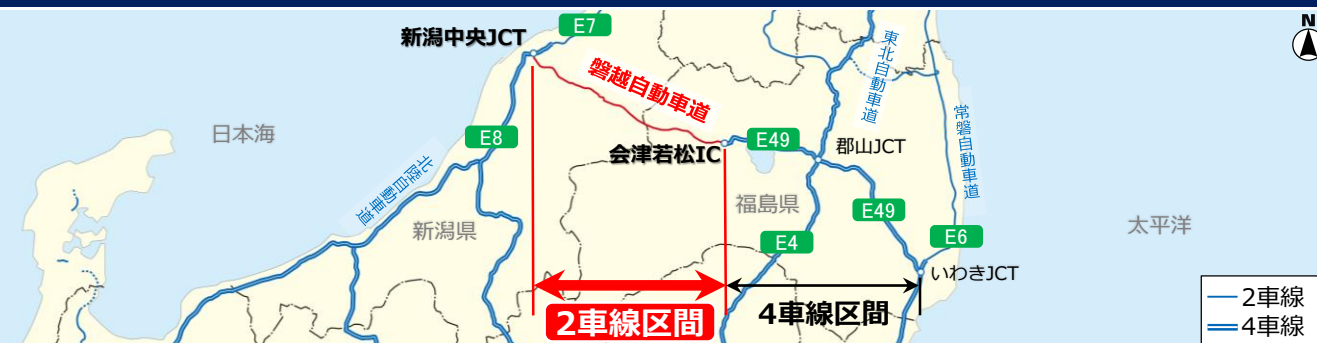 新潟中央JCT
E7
N
東北自動車道
磐越自動車道
日本海
E8
会津若松IC
E49
郡山JCT
常磐自動車道
北陸自動車道
新潟県
福島県
E49
E4
E6
太平洋
いわきJCT
2車線区間
4車線区間
2車線
4車線